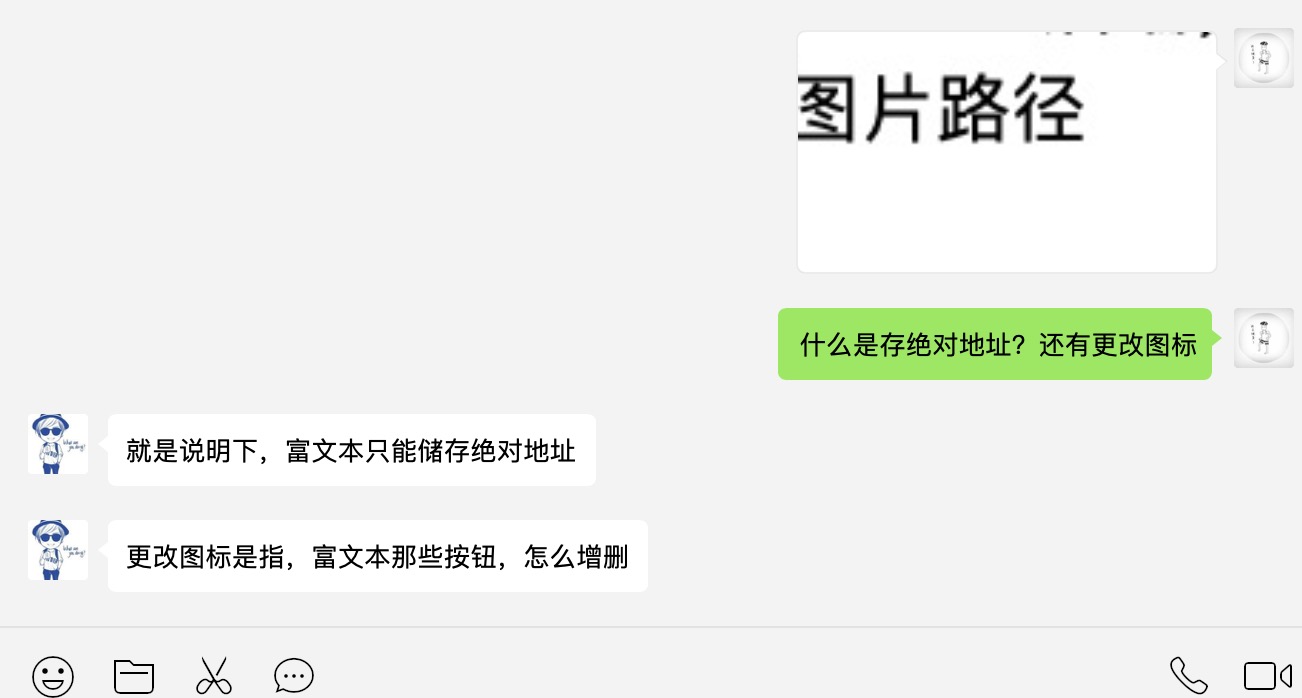 图片路径
什么是存绝对地址？还有更改图标
就是说明下，富文本只能储存绝对地址
更改图标是指，富文本那些按钮，怎么增删